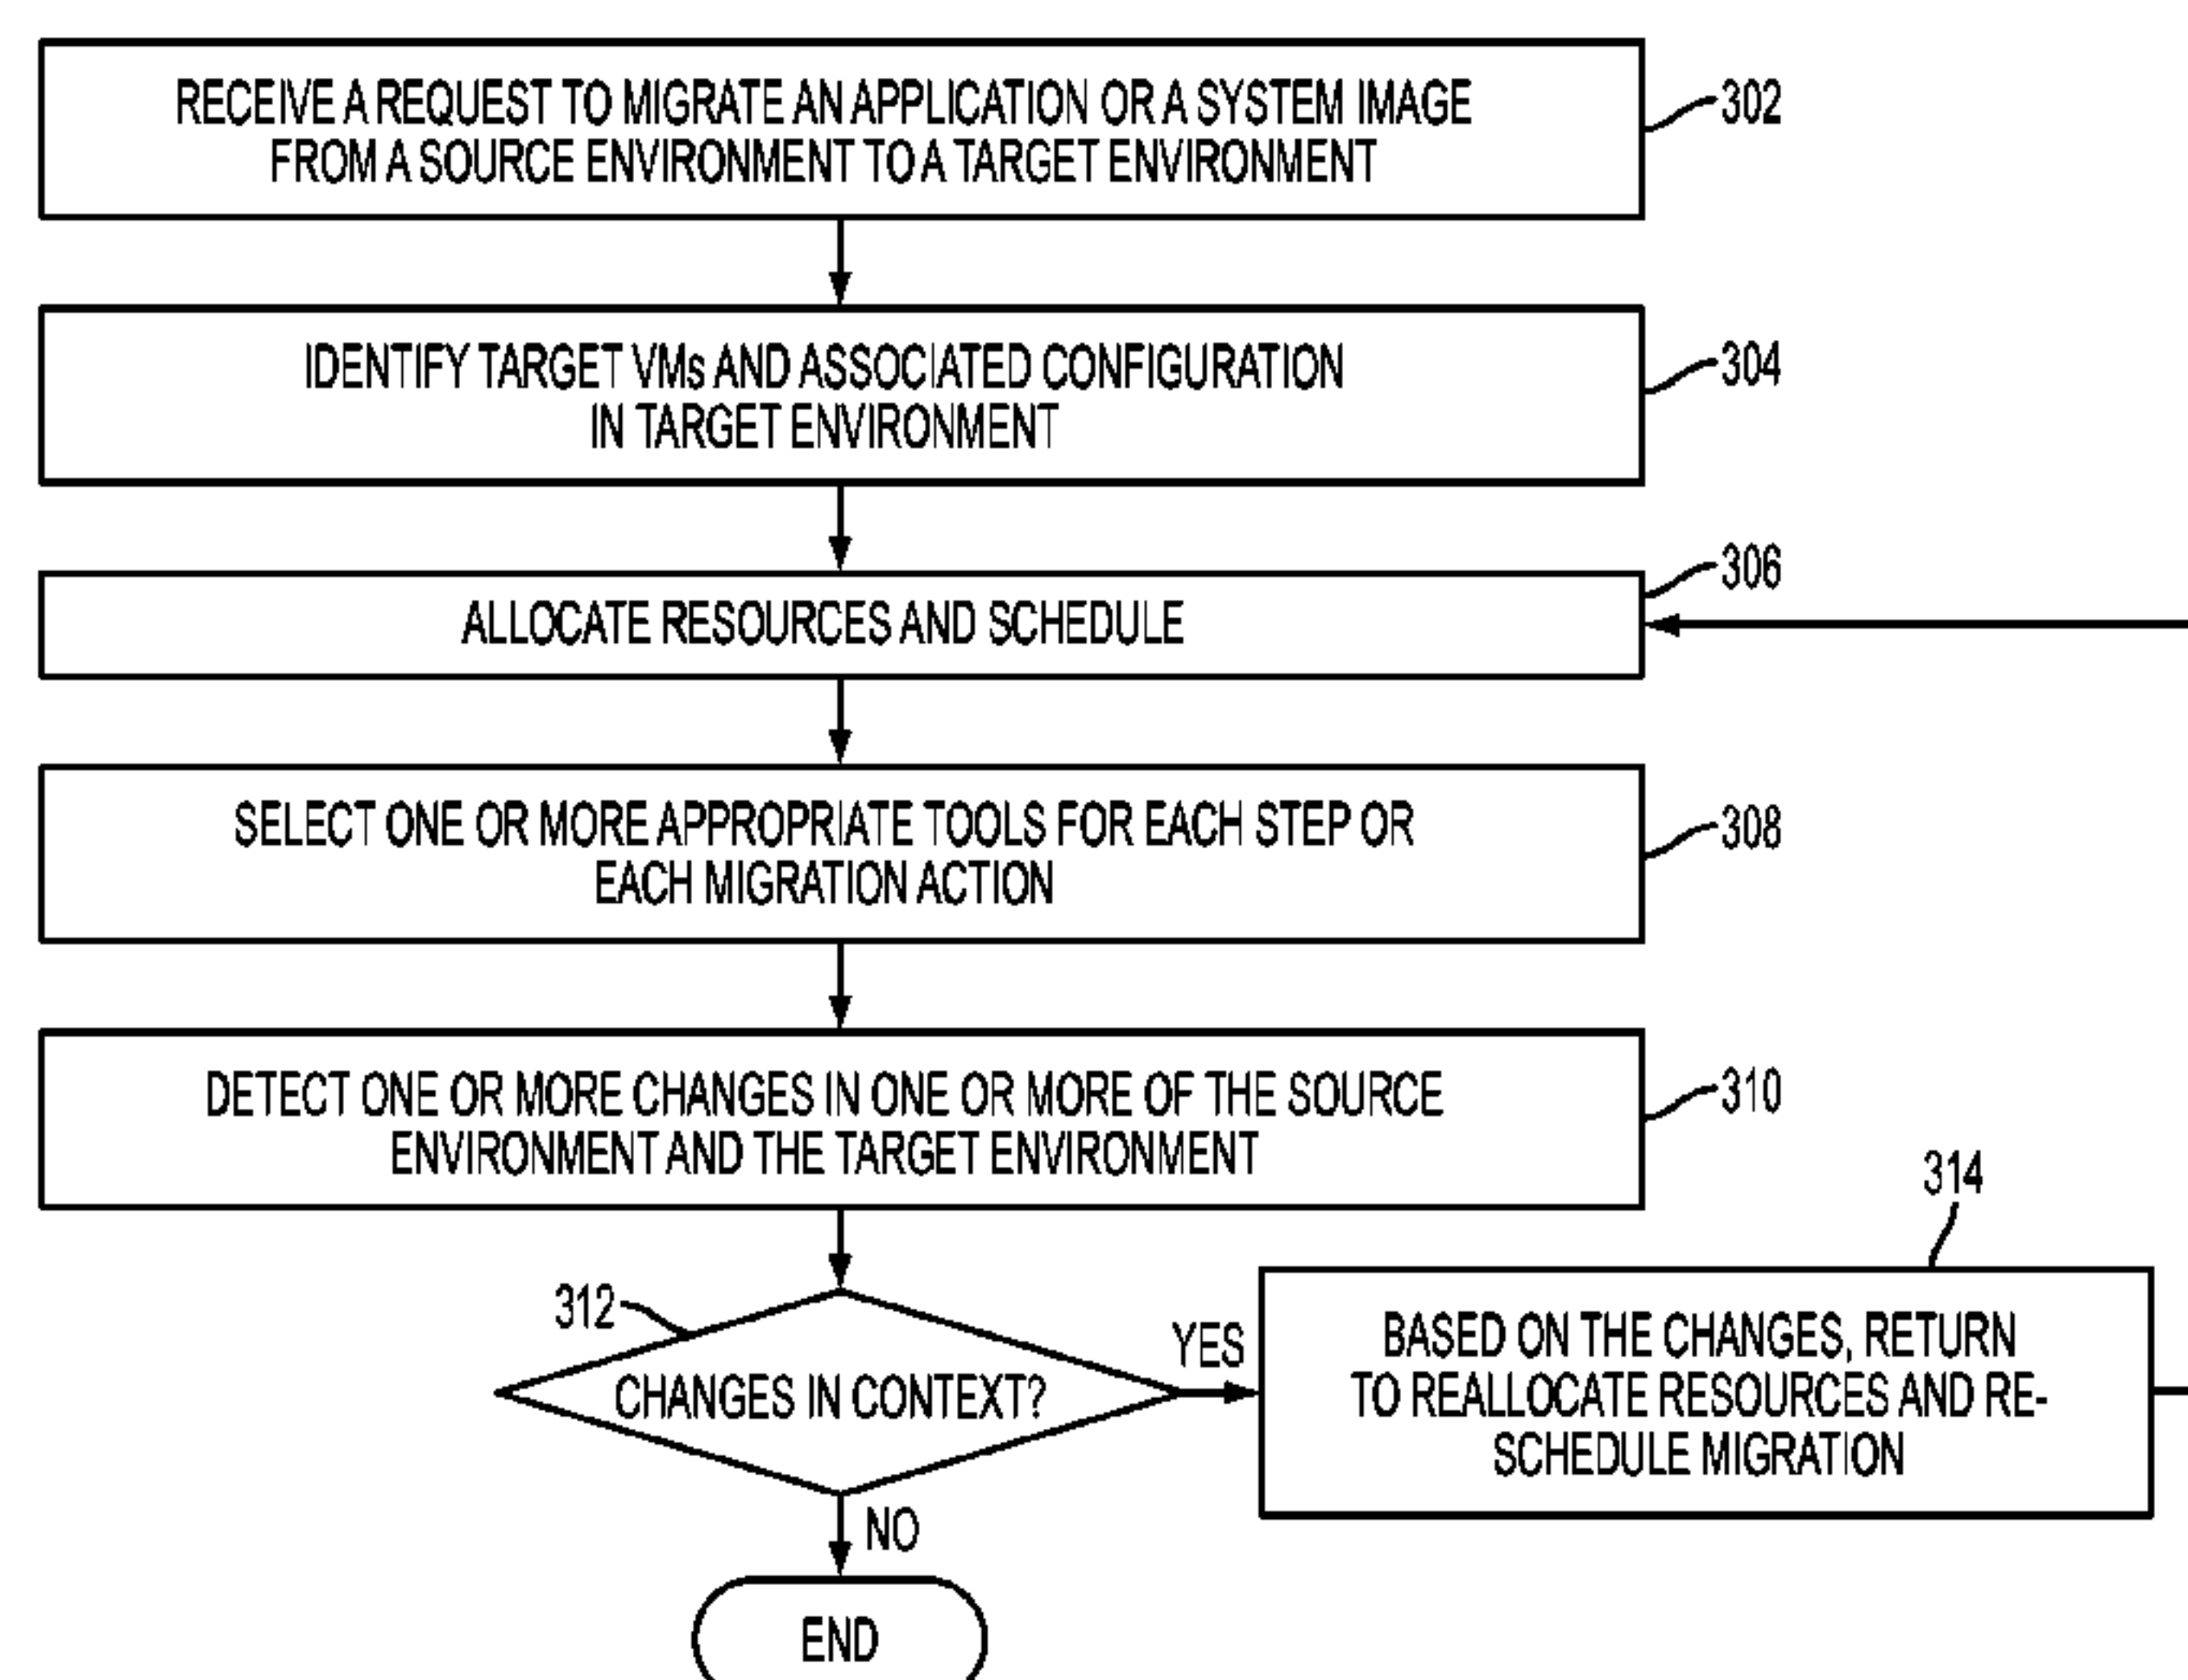 RECEIVE A REQUEST TO MIGRATE AN APPLICATION OR A SYSTEM IMAGE
FROM A SOURCE ENVIRONMENT TO A TARGET ENVIRONMENT
302
IDENTIFY TARGET VMs AND ASSOCIATED CONFIGURATION
IN TARGET ENVIRONMENT
304
306
ALLOCATE RESOURCES AND SCHEDULE
SELECT ONE OR MORE APPROPRIATE TOOLS FOR EACH STEP OR
EACH MIGRATION ACTION
308
DETECT ONE OR MORE CHANGES IN ONE OR MORE OF THE SOURCE
ENVIRONMENT AND THE TARGET ENVIRONMENT
310
312
CHANGES IN CONTEXT?
YES
314
BASED ON THE CHANGES, RETURN
TO REALLOCATE RESOURCES AND RE-
SCHEDULE MIGRATION
NO
END